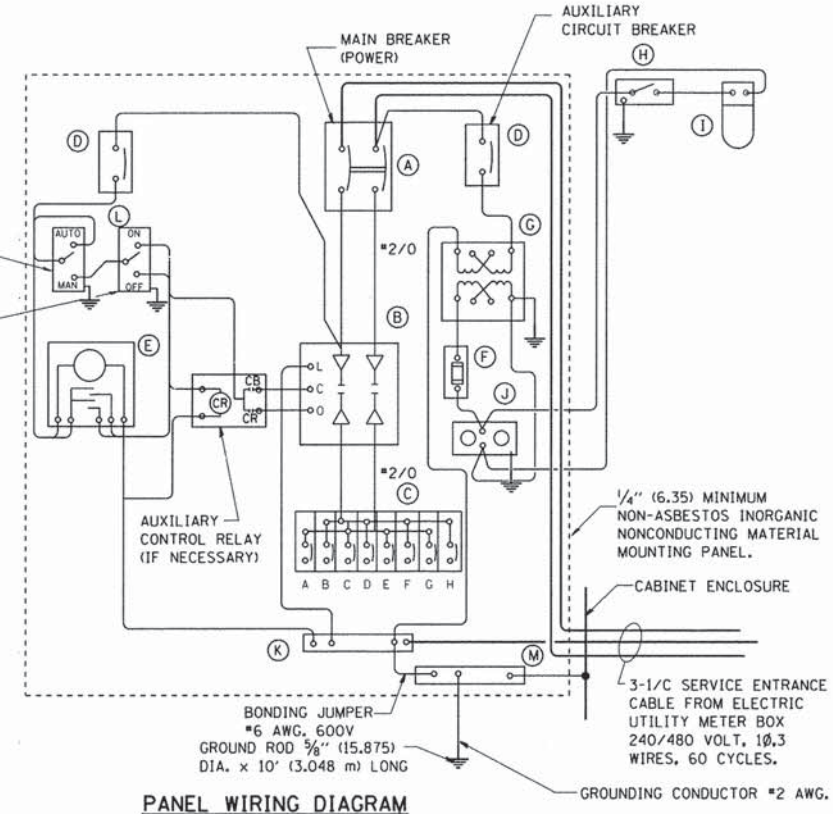 AUXILIARY
CIRCUIT BREAKER
MAIN BREAKER
(POWER)
H
I
D
A
D
L
G
AUTO
MAN
ON
OFF
#2/0
B
E
L
C
O
F
J
CB
CR
CR
#2/0
C
AUXILIARY
CONTROL RELAY
(IF NECESSARY)
A B C D E F G H
1/4" (6.35) MINIMUM
NON-ASBESTOS INORGANIC
NONCONDUCTING MATERIAL
MOUNTING PANEL.
CABINET ENCLOSURE
K
M
BONDING JUMPER
#6 AWG. 600V
GROUND ROD 5/8" (15.875)
DIA. x 10' (3.048 m) LONG
3-1/C SERVICE ENTRANCE
CABLE FROM ELECTRIC
UTILITY METER BOX
240/480 VOLT, 1Ø,3
WIRES, 60 CYCLES.
GROUNDING CONDUCTOR #2 AWG.
PANEL WIRING DIAGRAM